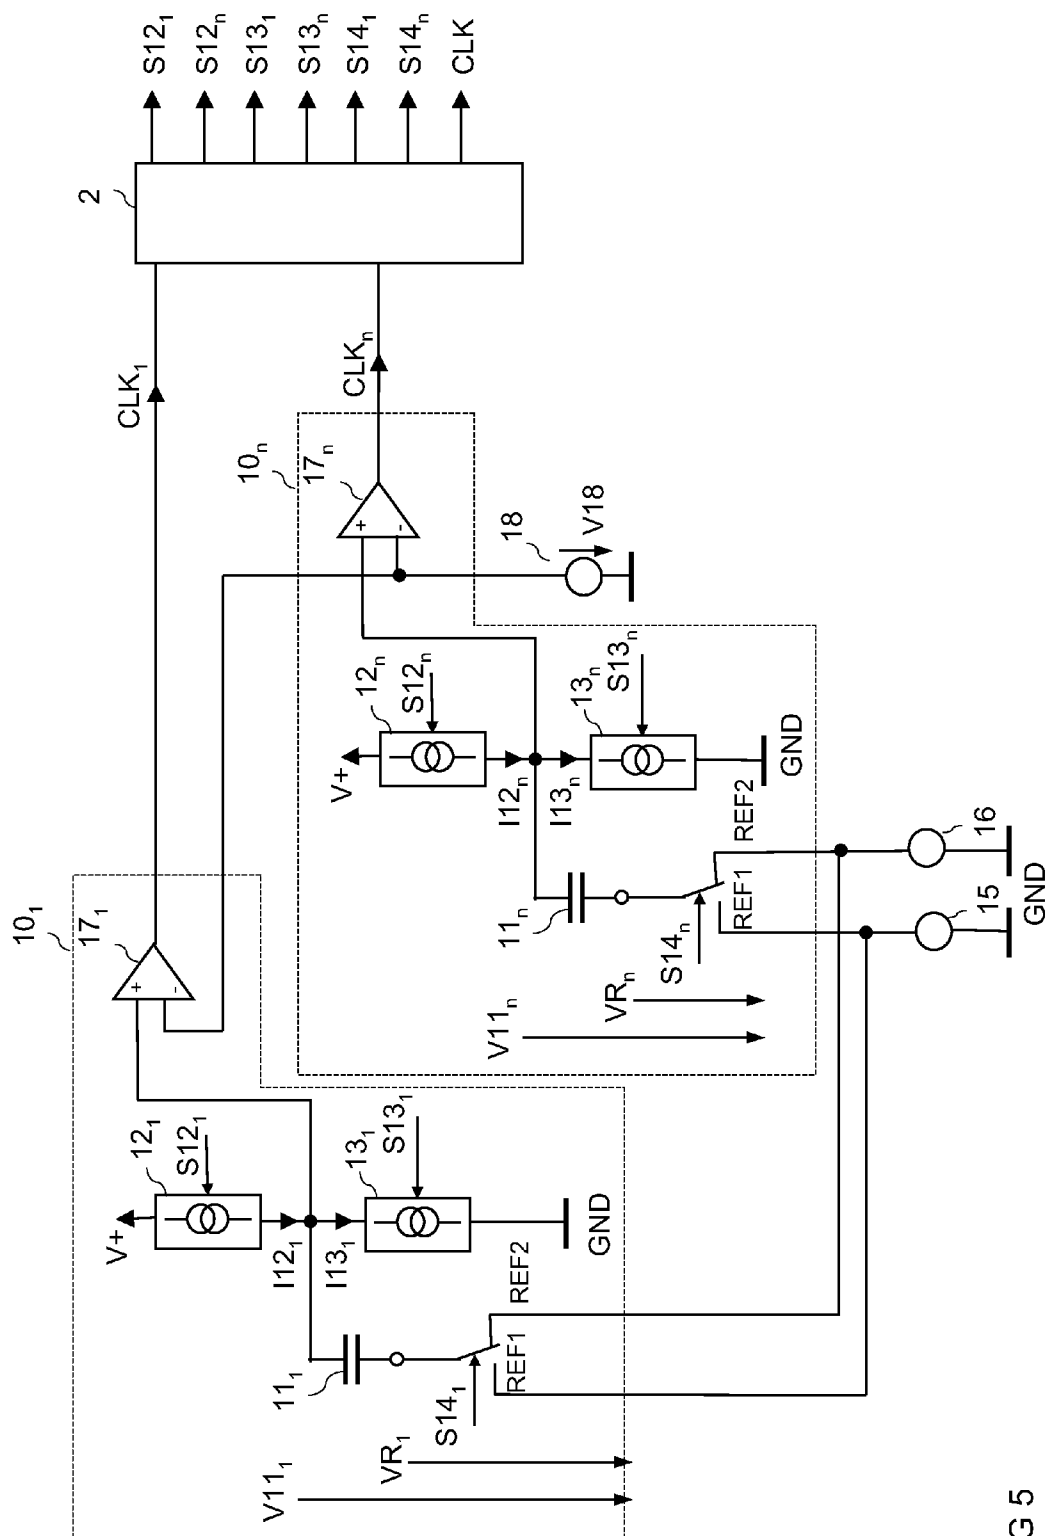 10₁
17₁
+
-
V+
12₁
S12₁
I12₁
I13₁
13₁
S13₁
GND
11₁
REF2
REF1
S14₁
VR₁
V11₁
CLK₁
10ₙ
17ₙ
+
-
CLKₙ
18
V18
V+
12ₙ
S12ₙ
I12ₙ
I13ₙ
13ₙ
S13ₙ
GND
11ₙ
REF2
REF1
S14ₙ
VRₙ
V11ₙ
16
15
GND
2
S12₁
S12ₙ
S13₁
S13ₙ
S14₁
S14ₙ
CLK
G 5